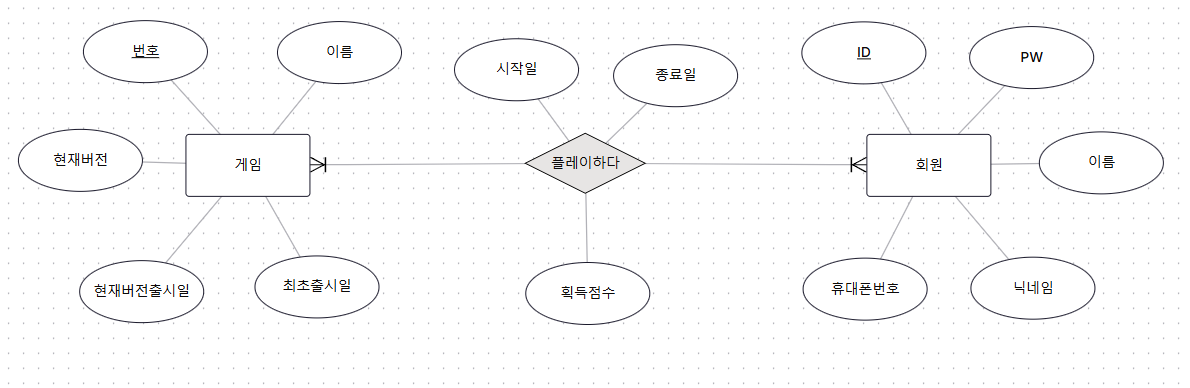 번호
이름
시작일
종료일
ID
PW
현재버전
게임
플레이하다
회원
이름
현재버전출시일
최초출시일
획득점수
휴대폰번호
닉네임